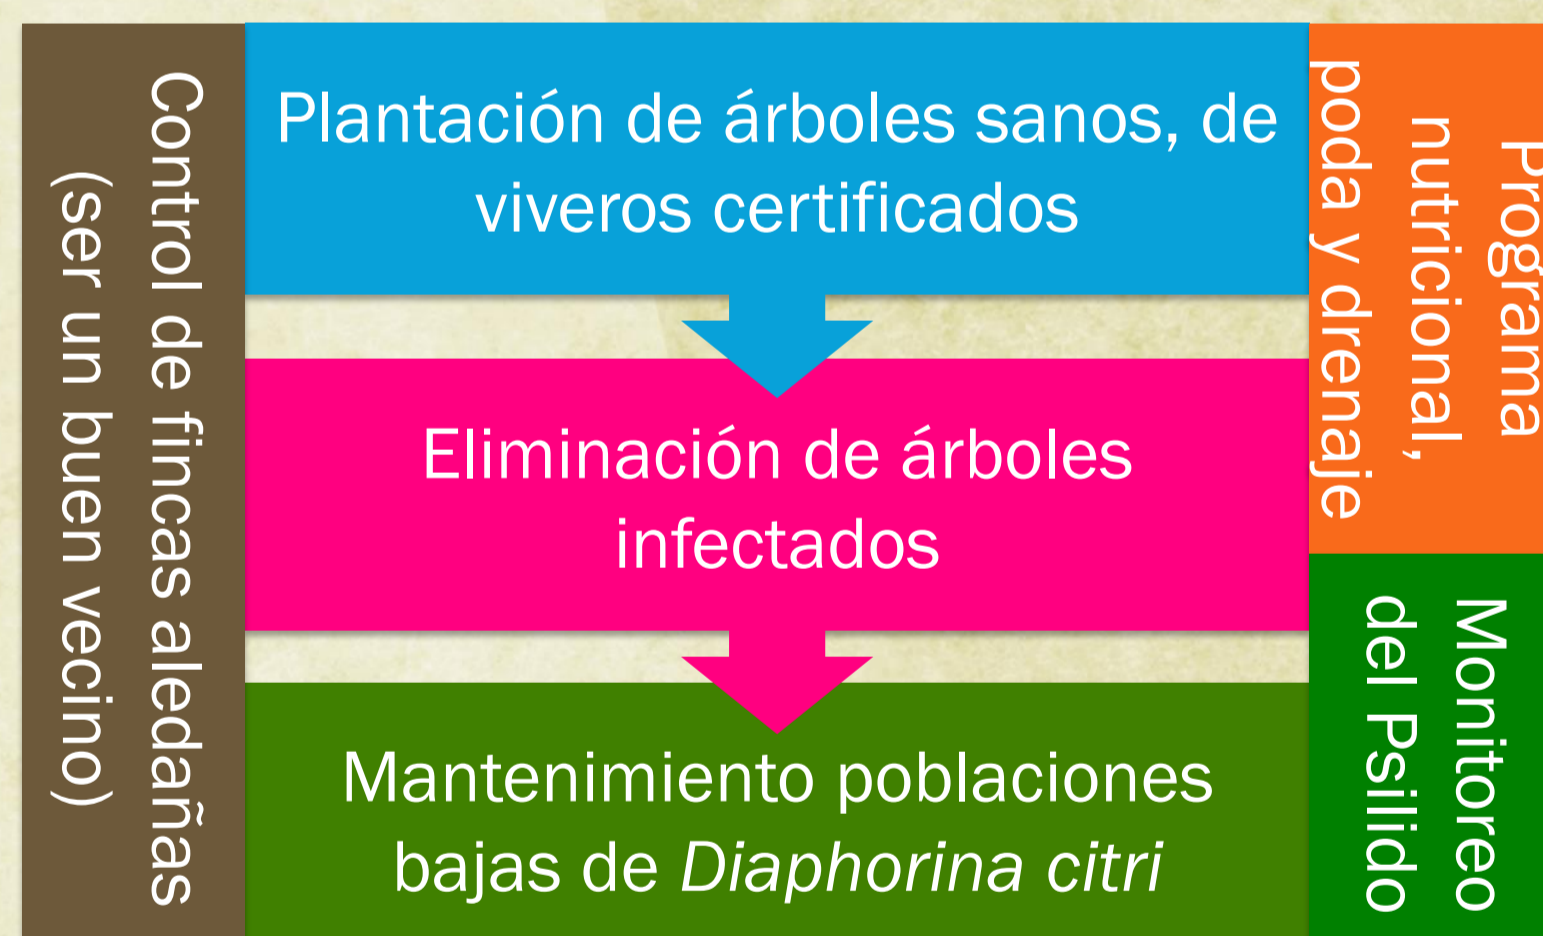 Control de fincas aledañas
(ser un buen vecino)
Plantación de árboles sanos, de
viveros certificados
Eliminación de árboles
infectados
Mantenimiento poblaciones
bajas de Diaphorina citri
Programa
nutricional,
poda y drenaje
Monitoreo
del Psilido